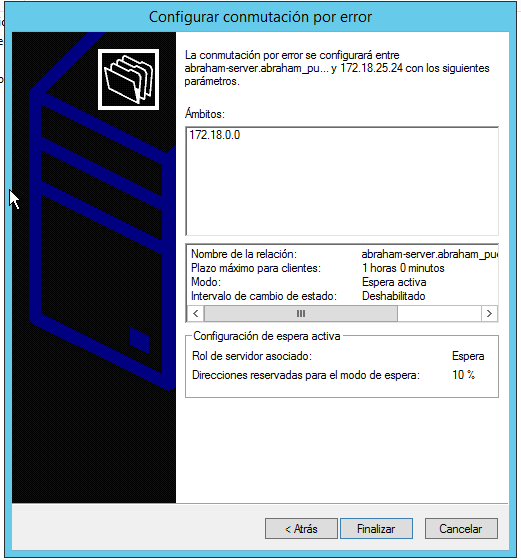 Configurar conmutación por error
La conmutación por error se configurará entre
abraham-server.abraham_pu... y 172.18.25.24 con los siguientes
parámetros.
Ámbitos:
172.18.0.0
Nombre de la relación: abraham-server.abraham_pue
Plazo máximo para clientes: 1 horas 0 minutos
Modo: Espera activa
Intervalo de cambio de estado: Deshabilitado
Configuración de espera activa
Rol de servidor asociado: Espera
Direcciones reservadas para el modo de espera: 10 %
< Atrás Finalizar Cancelar